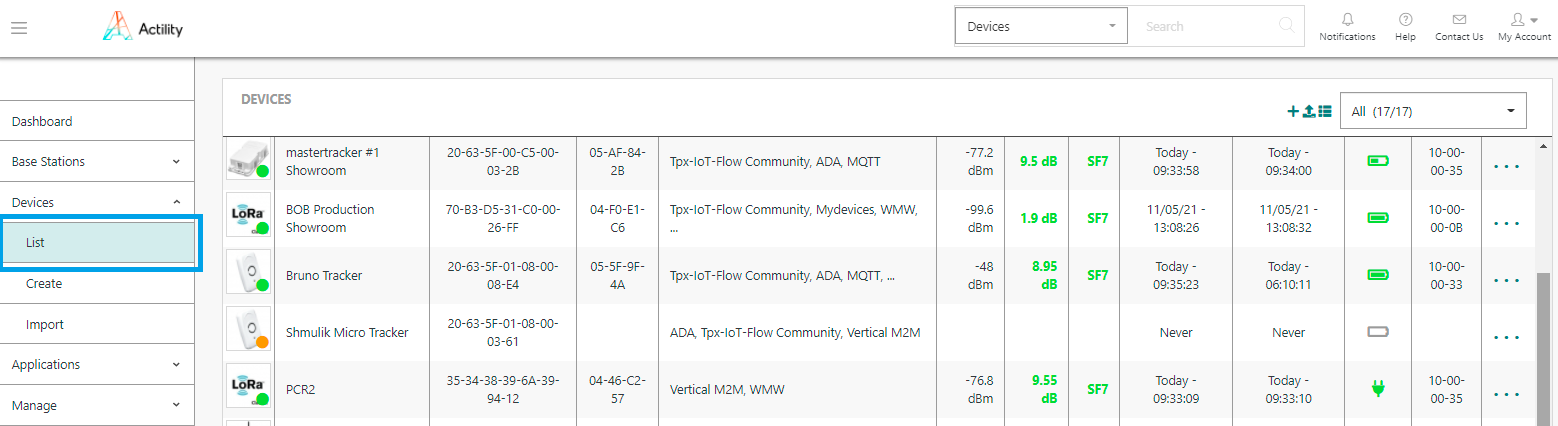 Actility
Devices
Search
Notifications
Help
Contact Us
My Account
Dashboard
Base Stations
Devices
List
Create
Import
Applications
Manage
DEVICES
All (17/17)
mastertracker #1
Showroom
20-63-5F-00-C5-00-
03-2B
05-AF-84-
2B
Tpx-IoT-Flow Community, ADA, MQTT
-77.2
dBm
9.5 dB
SF7
Today -
09:33:58
Today -
09:34:00
10-00-
00-35
...
LoRa
BOB Production
Showroom
70-B3-D5-31-C0-00-
26-FF
04-F0-E1-
C6
Tpx-IoT-Flow Community, Mydevices, WMW,
...
-99.6
dBm
1.9 dB
SF7
11/05/21 -
13:08:26
11/05/21 -
13:08:32
10-00-
00-0B
...
Bruno Tracker
20-63-5F-01-08-00-
08-E4
05-5F-9F-
4A
Tpx-IoT-Flow Community, ADA, MQTT, ...
-48
dBm
8.95
dB
SF7
Today -
09:35:23
Today -
06:10:11
10-00-
00-33
...
Shmulik Micro Tracker
20-63-5F-01-08-00-
03-61
ADA, Tpx-IoT-Flow Community, Vertical M2M
Never
Never
...
LoRa
PCR2
35-34-38-39-6A-39-
94-12
04-46-C2-
57
Vertical M2M, WMW
-76.8
dBm
9.55
dB
SF7
Today -
09:33:09
Today -
09:33:10
10-00-
00-35
...